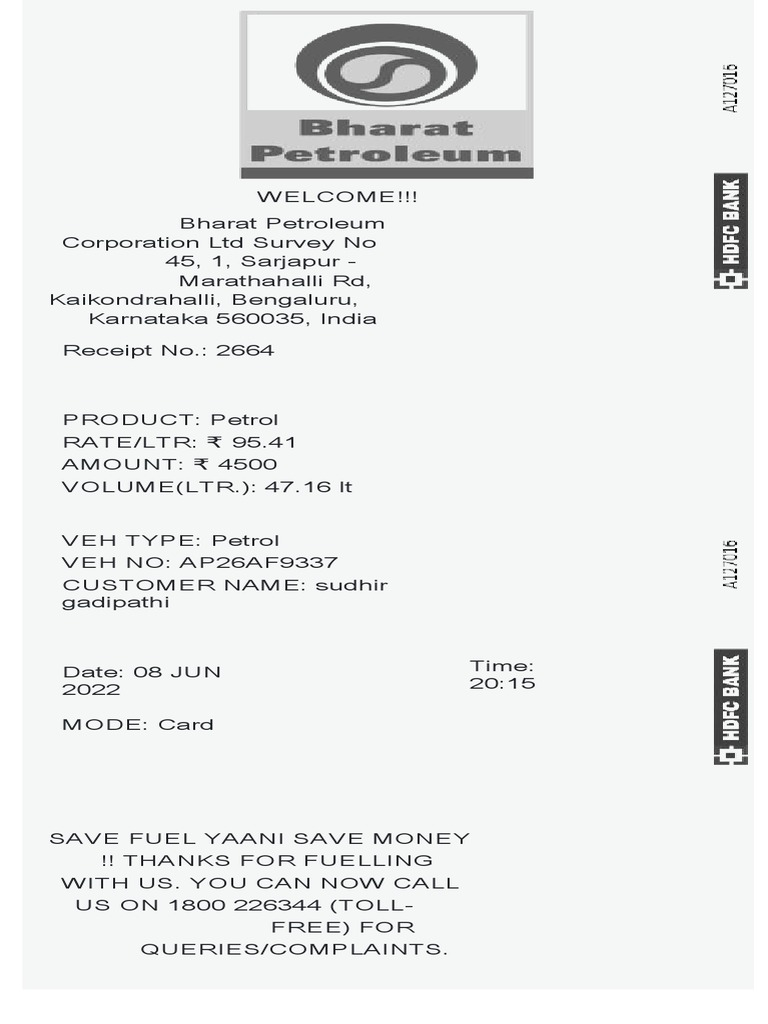 Bharat
Petroleum
WELCOME!!!
Bharat Petroleum
Corporation Ltd Survey No
45, 1, Sarjapur -
Marathahalli Rd,
Kaikondrahalli, Bengaluru,
Karnataka 560035, India
Receipt No.: 2664
PRODUCT: Petrol
RATE/LTR: ₹ 95.41
AMOUNT: ₹ 4500
VOLUME(LTR.): 47.16 lt
VEH TYPE: Petrol
VEH NO: AP26AF9337
CUSTOMER NAME: sudhir
gadipathi
Date: 08 JUN
2022
Time:
20:15
MODE: Card
SAVE FUEL YAANI SAVE MONEY
!! THANKS FOR FUELLING
WITH US. YOU CAN NOW CALL
US ON 1800 226344 (TOLL-
FREE) FOR
QUERIES/COMPLAINTS.
A127016
HDFC BANK
A127016
HDFC BANK